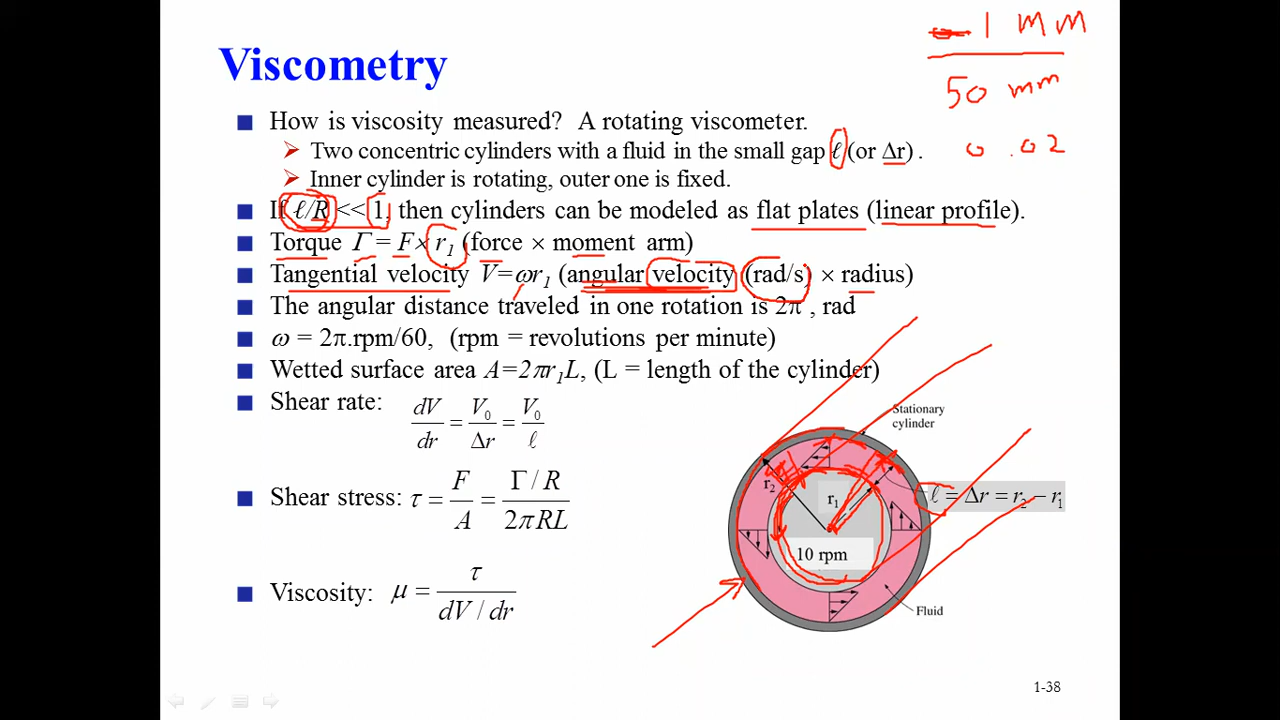 1 mm
Viscometry
50 mm
How is viscosity measured? A rotating viscometer.
Two concentric cylinders with a fluid in the small gap ℓ (or Δr) .
0.02
Inner cylinder is rotating, outer one is fixed.
If ℓ/R << 1, then cylinders can be modeled as flat plates (linear profile).
Torque Γ = F× r₁ (force × moment arm)
Tangential velocity V=ωr₁ (angular velocity (rad/s) × radius)
The angular distance traveled in one rotation is 2π , rad
ω = 2π.rpm/60, (rpm = revolutions per minute)
Wetted surface area A=2πr₁L, (L = length of the cylinder)
Shear rate: dV/dr = V₀/Δr = V₀/ℓ
Stationary
cylinder
r₂
r₁
ℓ = Δr = r₂ − r₁
Shear stress: τ = F/A = (Γ / R)/(2πRL)
10 rpm
Viscosity: μ = τ/(dV / dr)
Fluid
1-38